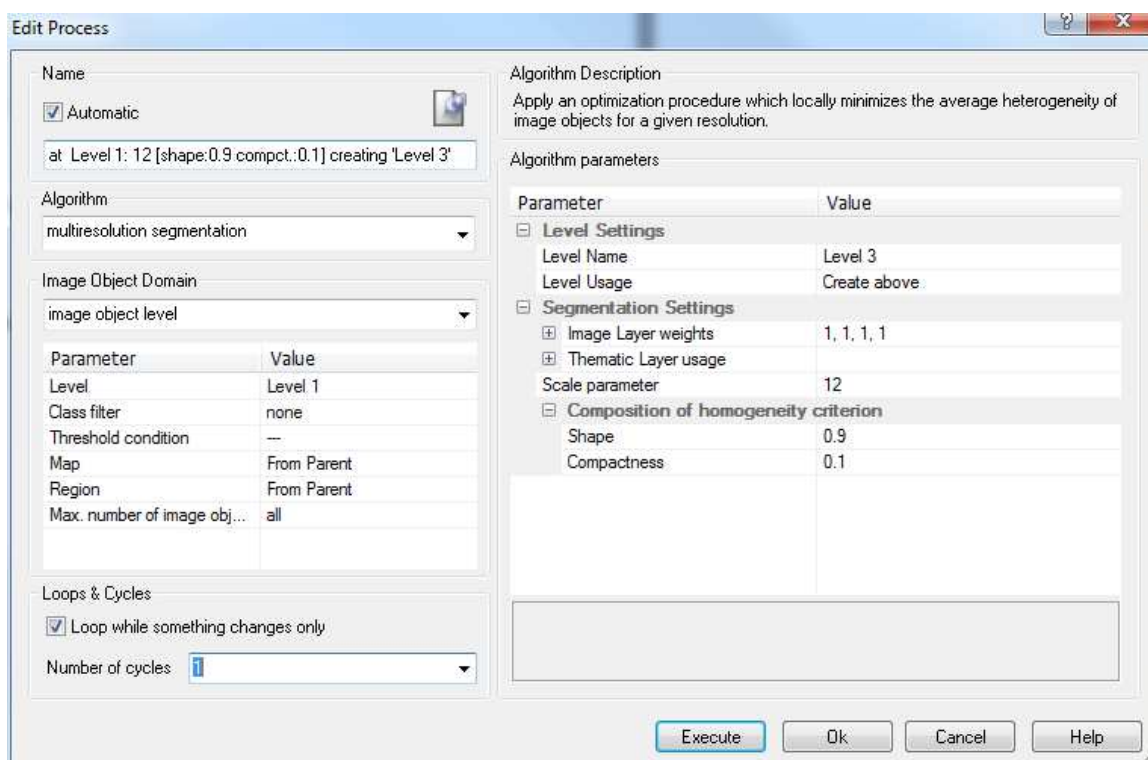 Edit Process
Name
Automatic
at Level 1: 12 [shape:0.9 compct.:0.1] creating 'Level 3'
Algorithm
multiresolution segmentation
Image Object Domain
image object level
Parameter Value
Level Level 1
Class filter none
Threshold condition ---
Map From Parent
Region From Parent
Max. number of image obj... all
Loops & Cycles
Loop while something changes only
Number of cycles 1
Algorithm Description
Apply an optimization procedure which locally minimizes the average heterogeneity of
image objects for a given resolution.
Algorithm parameters
Parameter Value
Level Settings
Level Name Level 3
Level Usage Create above
Segmentation Settings
Image Layer weights 1, 1, 1, 1
Thematic Layer usage
Scale parameter 12
Composition of homogeneity criterion
Shape 0.9
Compactness 0.1
Execute Ok Cancel Help